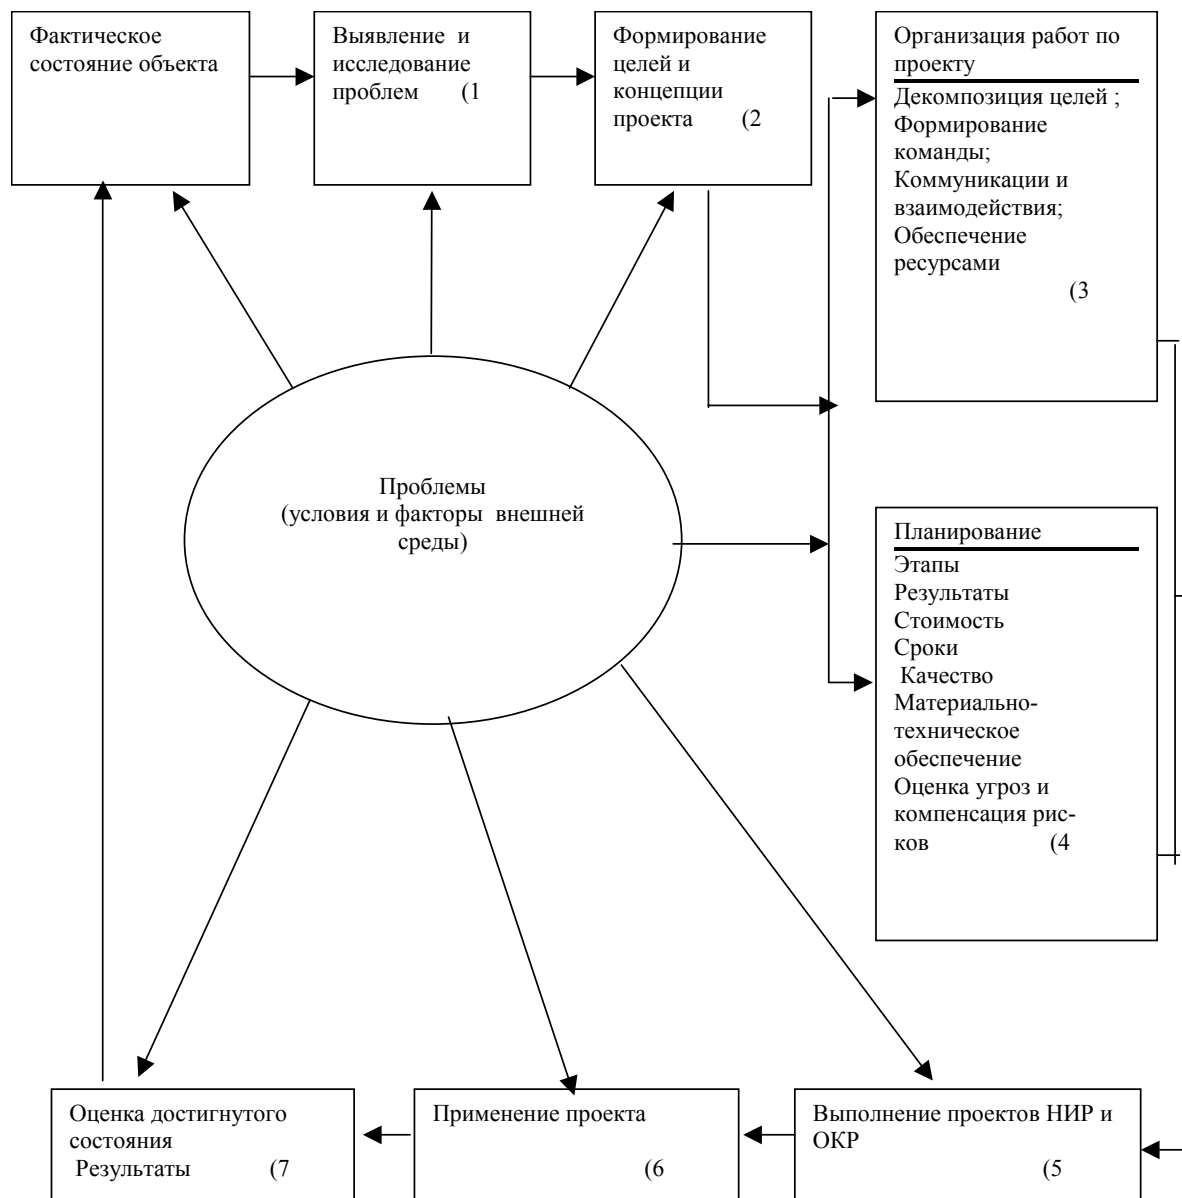 Фактическое
состояние объекта
Выявление и
исследование
проблем (1
Формирование
целей и
концепции
проекта (2
Организация работ по
проекту
Декомпозиция целей ;
Формирование
команды;
Коммуникации и
взаимодействия;
Обеспечение
ресурсами
(3
Проблемы
(условия и факторы внешней
среды)
Планирование
Этапы
Результаты
Стоимость
Сроки
Качество
Материально-
техническое
обеспечение
Оценка угроз и
компенсация рис-
ков (4
Оценка достигнутого
состояния
Результаты (7
Применение проекта
(6
Выполнение проектов НИР и
ОКР
(5